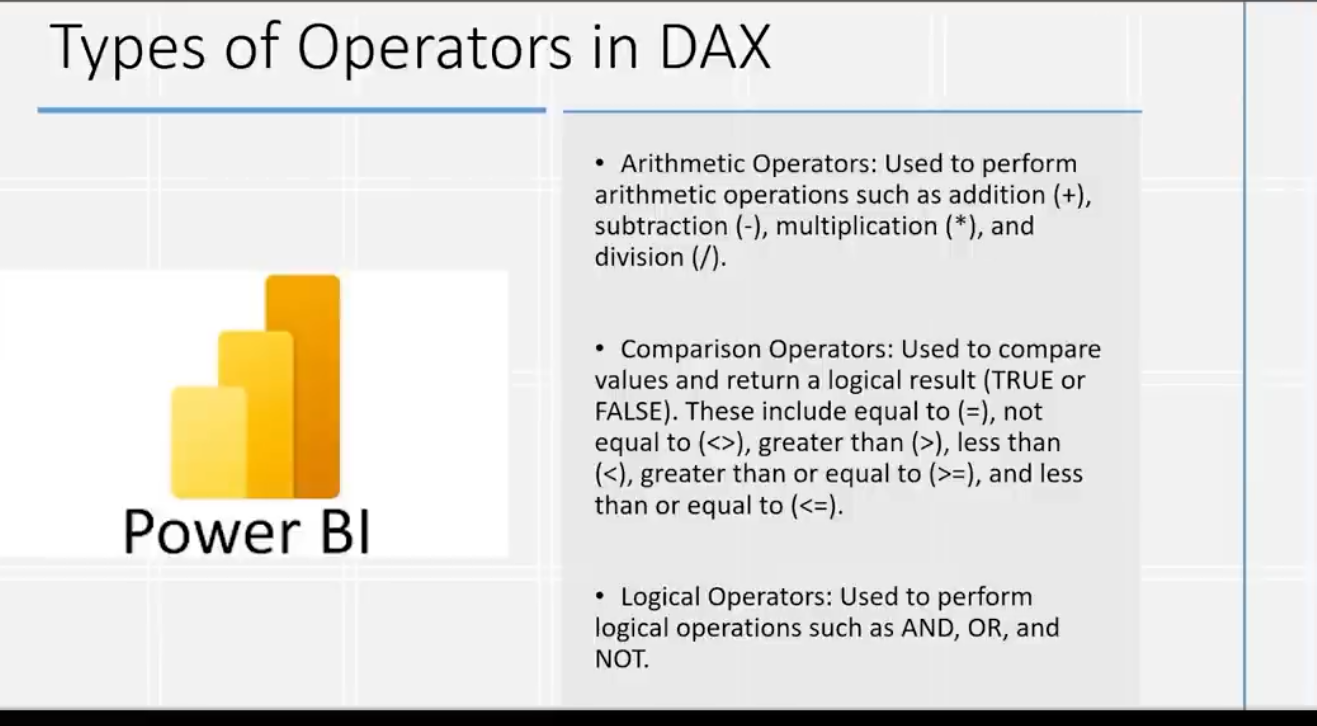 Types of Operators in DAX
• Arithmetic Operators: Used to perform
arithmetic operations such as addition (+),
subtraction (-), multiplication (*), and
division (/).
• Comparison Operators: Used to compare
values and return a logical result (TRUE or
FALSE). These include equal to (=), not
equal to (<>), greater than (>), less than
(<), greater than or equal to (>=), and less
than or equal to (<=).
• Logical Operators: Used to perform
logical operations such as AND, OR, and
NOT.
Power BI